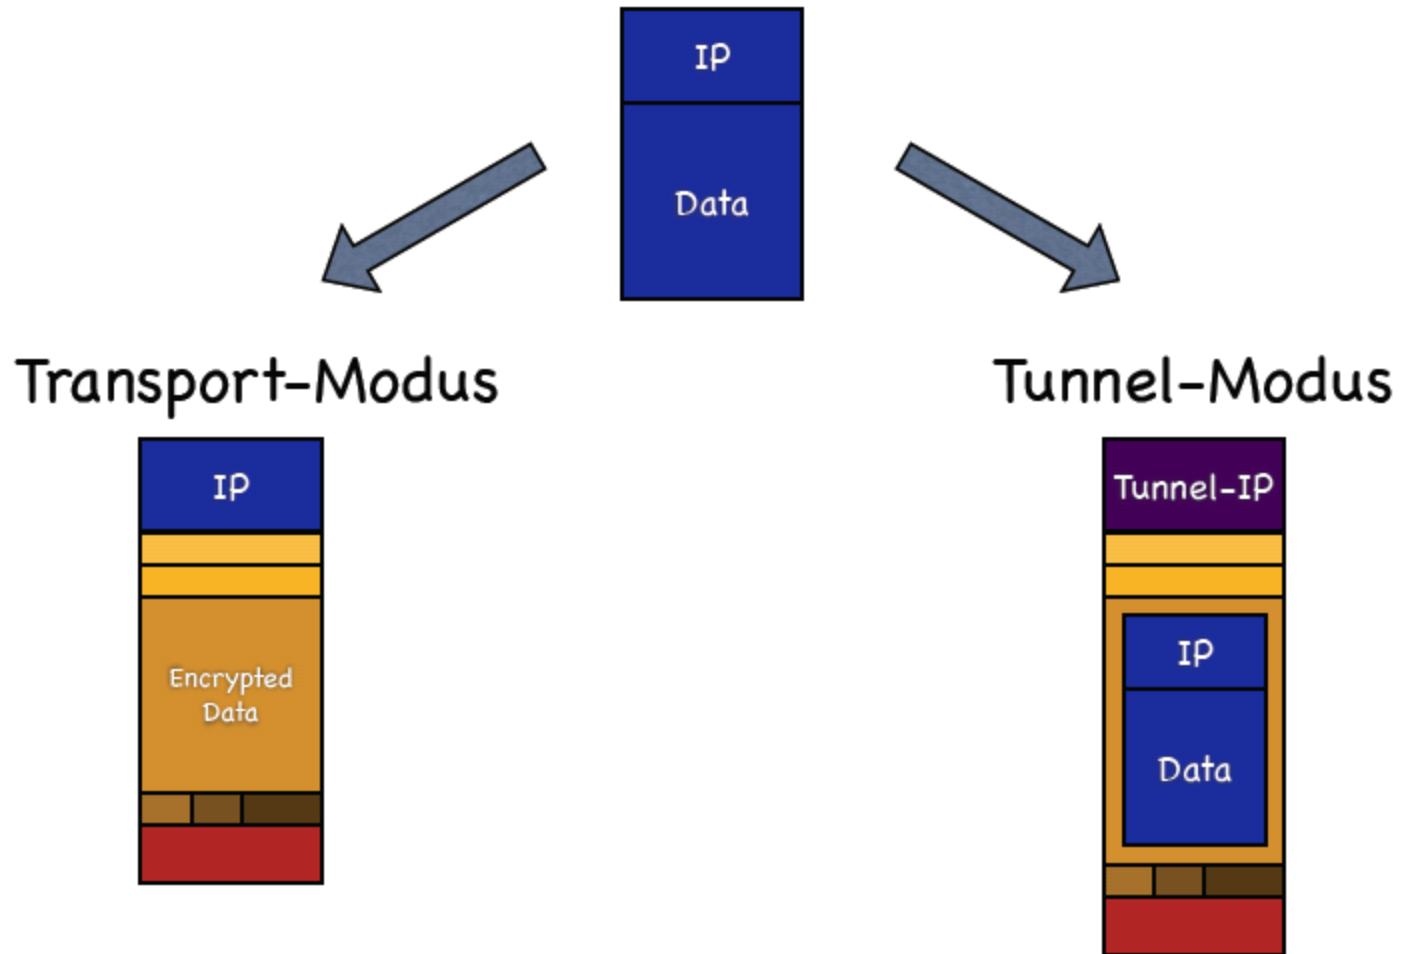 IP
Data
Transport-Modus
Tunnel-Modus
IP
Encrypted
Data
Tunnel-IP
IP
Data